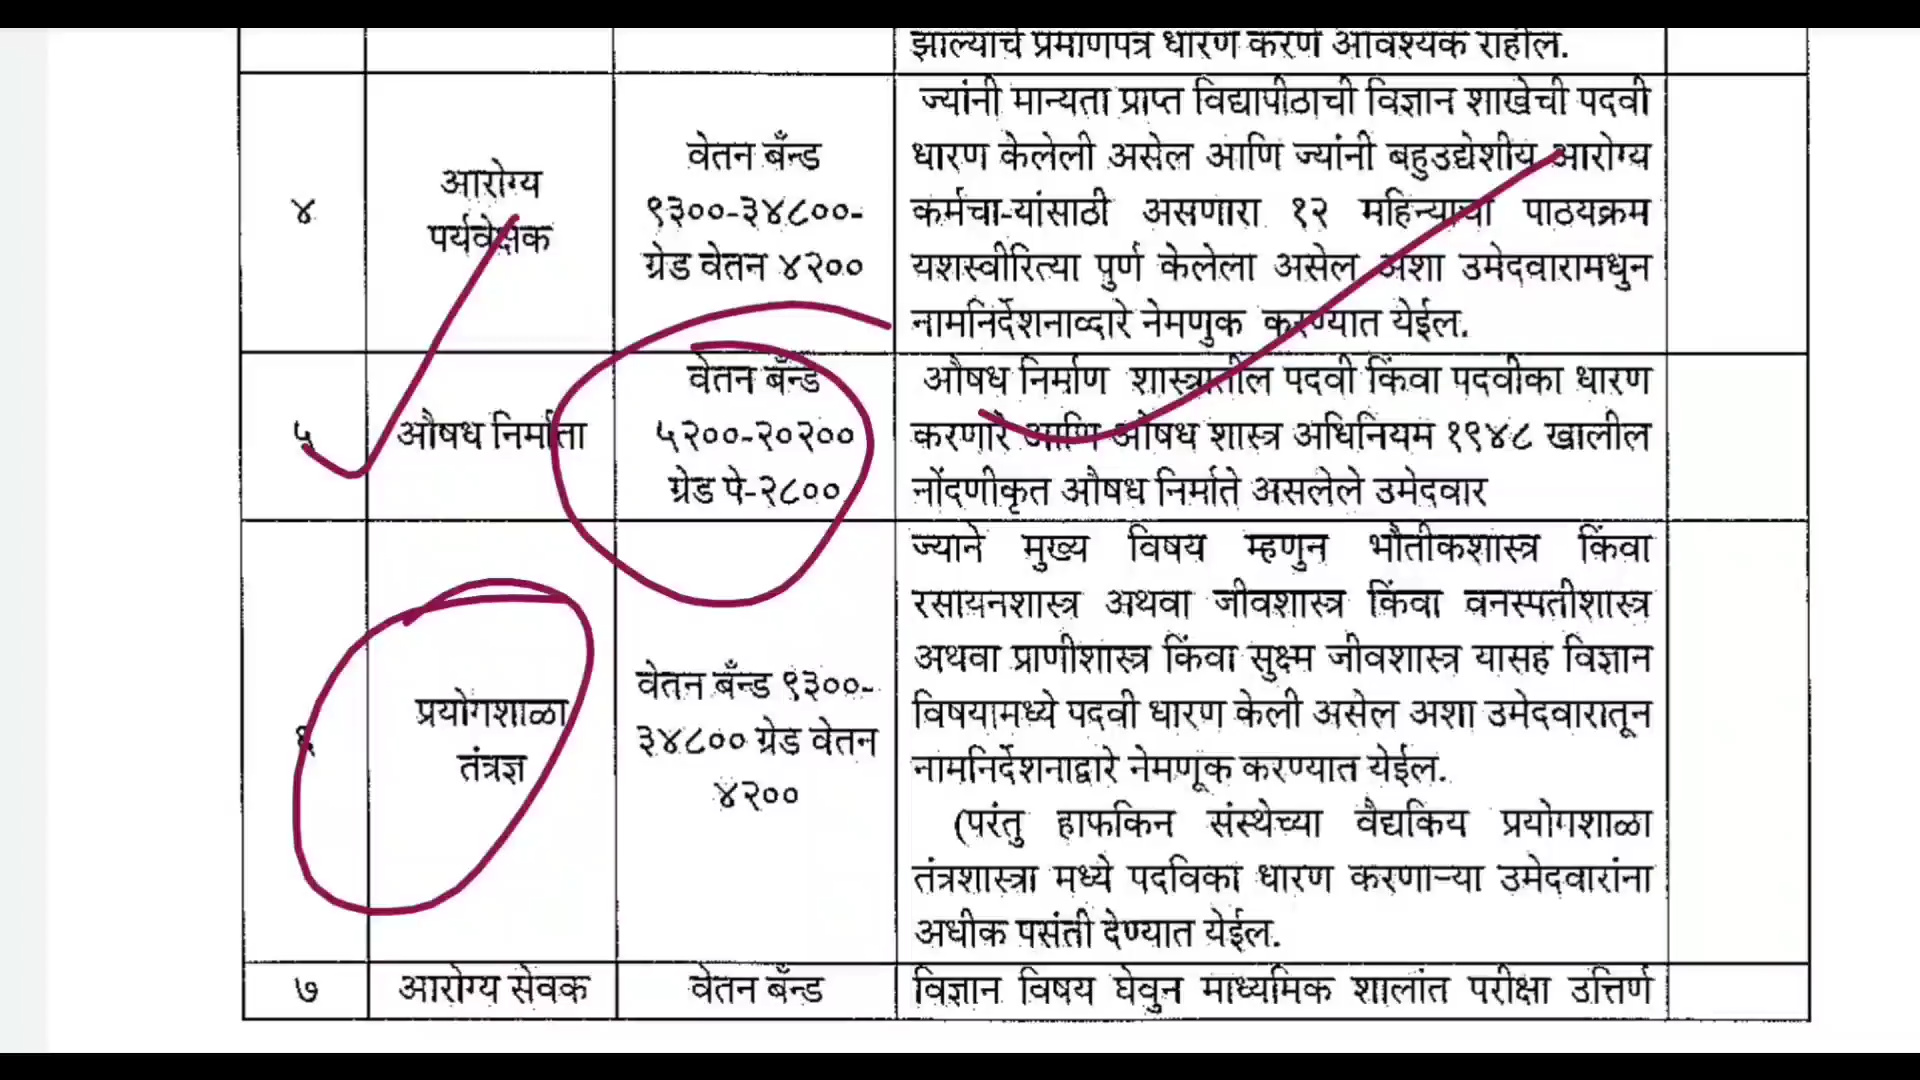 झाल्याचे प्रमाणपत्र धारण करणे आवश्यक राहील.
४
आरोग्य
पर्यवेक्षक
वेतन बँन्ड
९३००-३४८००-
ग्रेड वेतन ४२००
ज्यांनी मान्यता प्राप्त विद्यापीठाची विज्ञान शाखेची पदवी
धारण केलेली असेल आणि ज्यांनी बहुउद्येशीय आरोग्य
कर्मचा-यांसाठी असणारा १२ महिन्याचा पाठयक्रम
यशस्वीरित्या पुर्ण केलेला असेल अशा उमेदवारामधुन
नामनिर्देशनाव्दारे नेमणुक करण्यात येईल.
५
औषध निर्माता
वेतन बँन्ड
५२००-२०२००
ग्रेड पे-२८००
औषध निर्माण शास्त्रातील पदवी किंवा पदवीका धारण
करणारे आणि औषध शास्त्र अधिनियम १९४८ खालील
नोंदणीकृत औषध निर्माते असलेले उमेदवार
६
प्रयोगशाळा
तंत्रज्ञ
वेतन बँन्ड ९३००-
३४८०० ग्रेड वेतन
४२००
ज्याने मुख्य विषय म्हणुन भौतीकशास्त्र किंवा
रसायनशास्त्र अथवा जीवशास्त्र किंवा वनस्पतीशास्त्र
अथवा प्राणीशास्त्र किंवा सुक्ष्म जीवशास्त्र यासह विज्ञान
विषयामध्ये पदवी धारण केली असेल अशा उमेदवारातून
नामनिर्देशनाद्वारे नेमणूक करण्यात येईल.
(परंतु हाफकिन संस्थेच्या वैद्यकिय प्रयोगशाळा
तंत्रशास्त्रा मध्ये पदविका धारण करणाऱ्या उमेदवारांना
अधीक पसंती देण्यात येईल.
७
आरोग्य सेवक
वेतन बँन्ड
विज्ञान विषय घेवुन माध्यमिक शालांत परीक्षा उत्तिर्ण